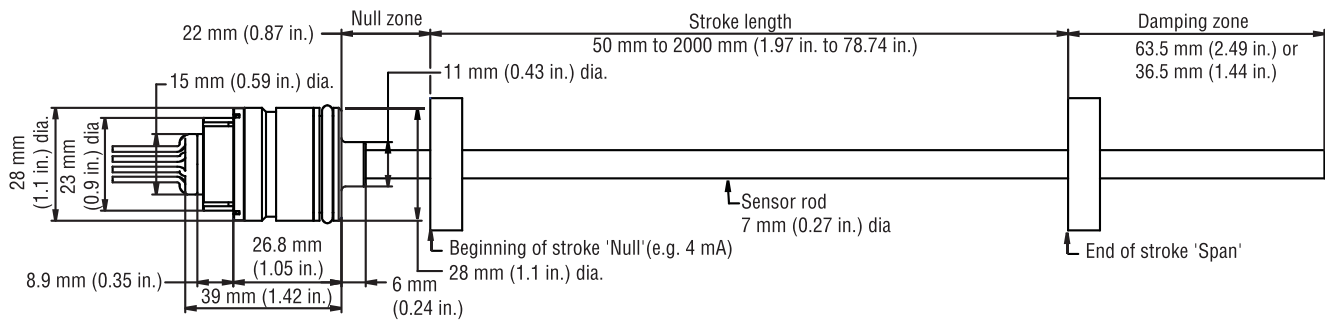 Null zone
22 mm (0.87 in.)
Stroke length
50 mm to 2000 mm (1.97 in. to 78.74 in.)
Damping zone
63.5 mm (2.49 in.) or
36.5 mm (1.44 in.)
11 mm (0.43 in.) dia.
15 mm (0.59 in.) dia.
28 mm
(1.1 in.) dia.
23 mm
(0.9 in.) dia
Sensor rod
7 mm (0.27 in.) dia
Beginning of stroke 'Null'(e.g. 4 mA)
End of stroke 'Span'
26.8 mm
(1.05 in.)
28 mm (1.1 in.) dia.
8.9 mm (0.35 in.)
6 mm
(0.24 in.)
39 mm (1.42 in.)